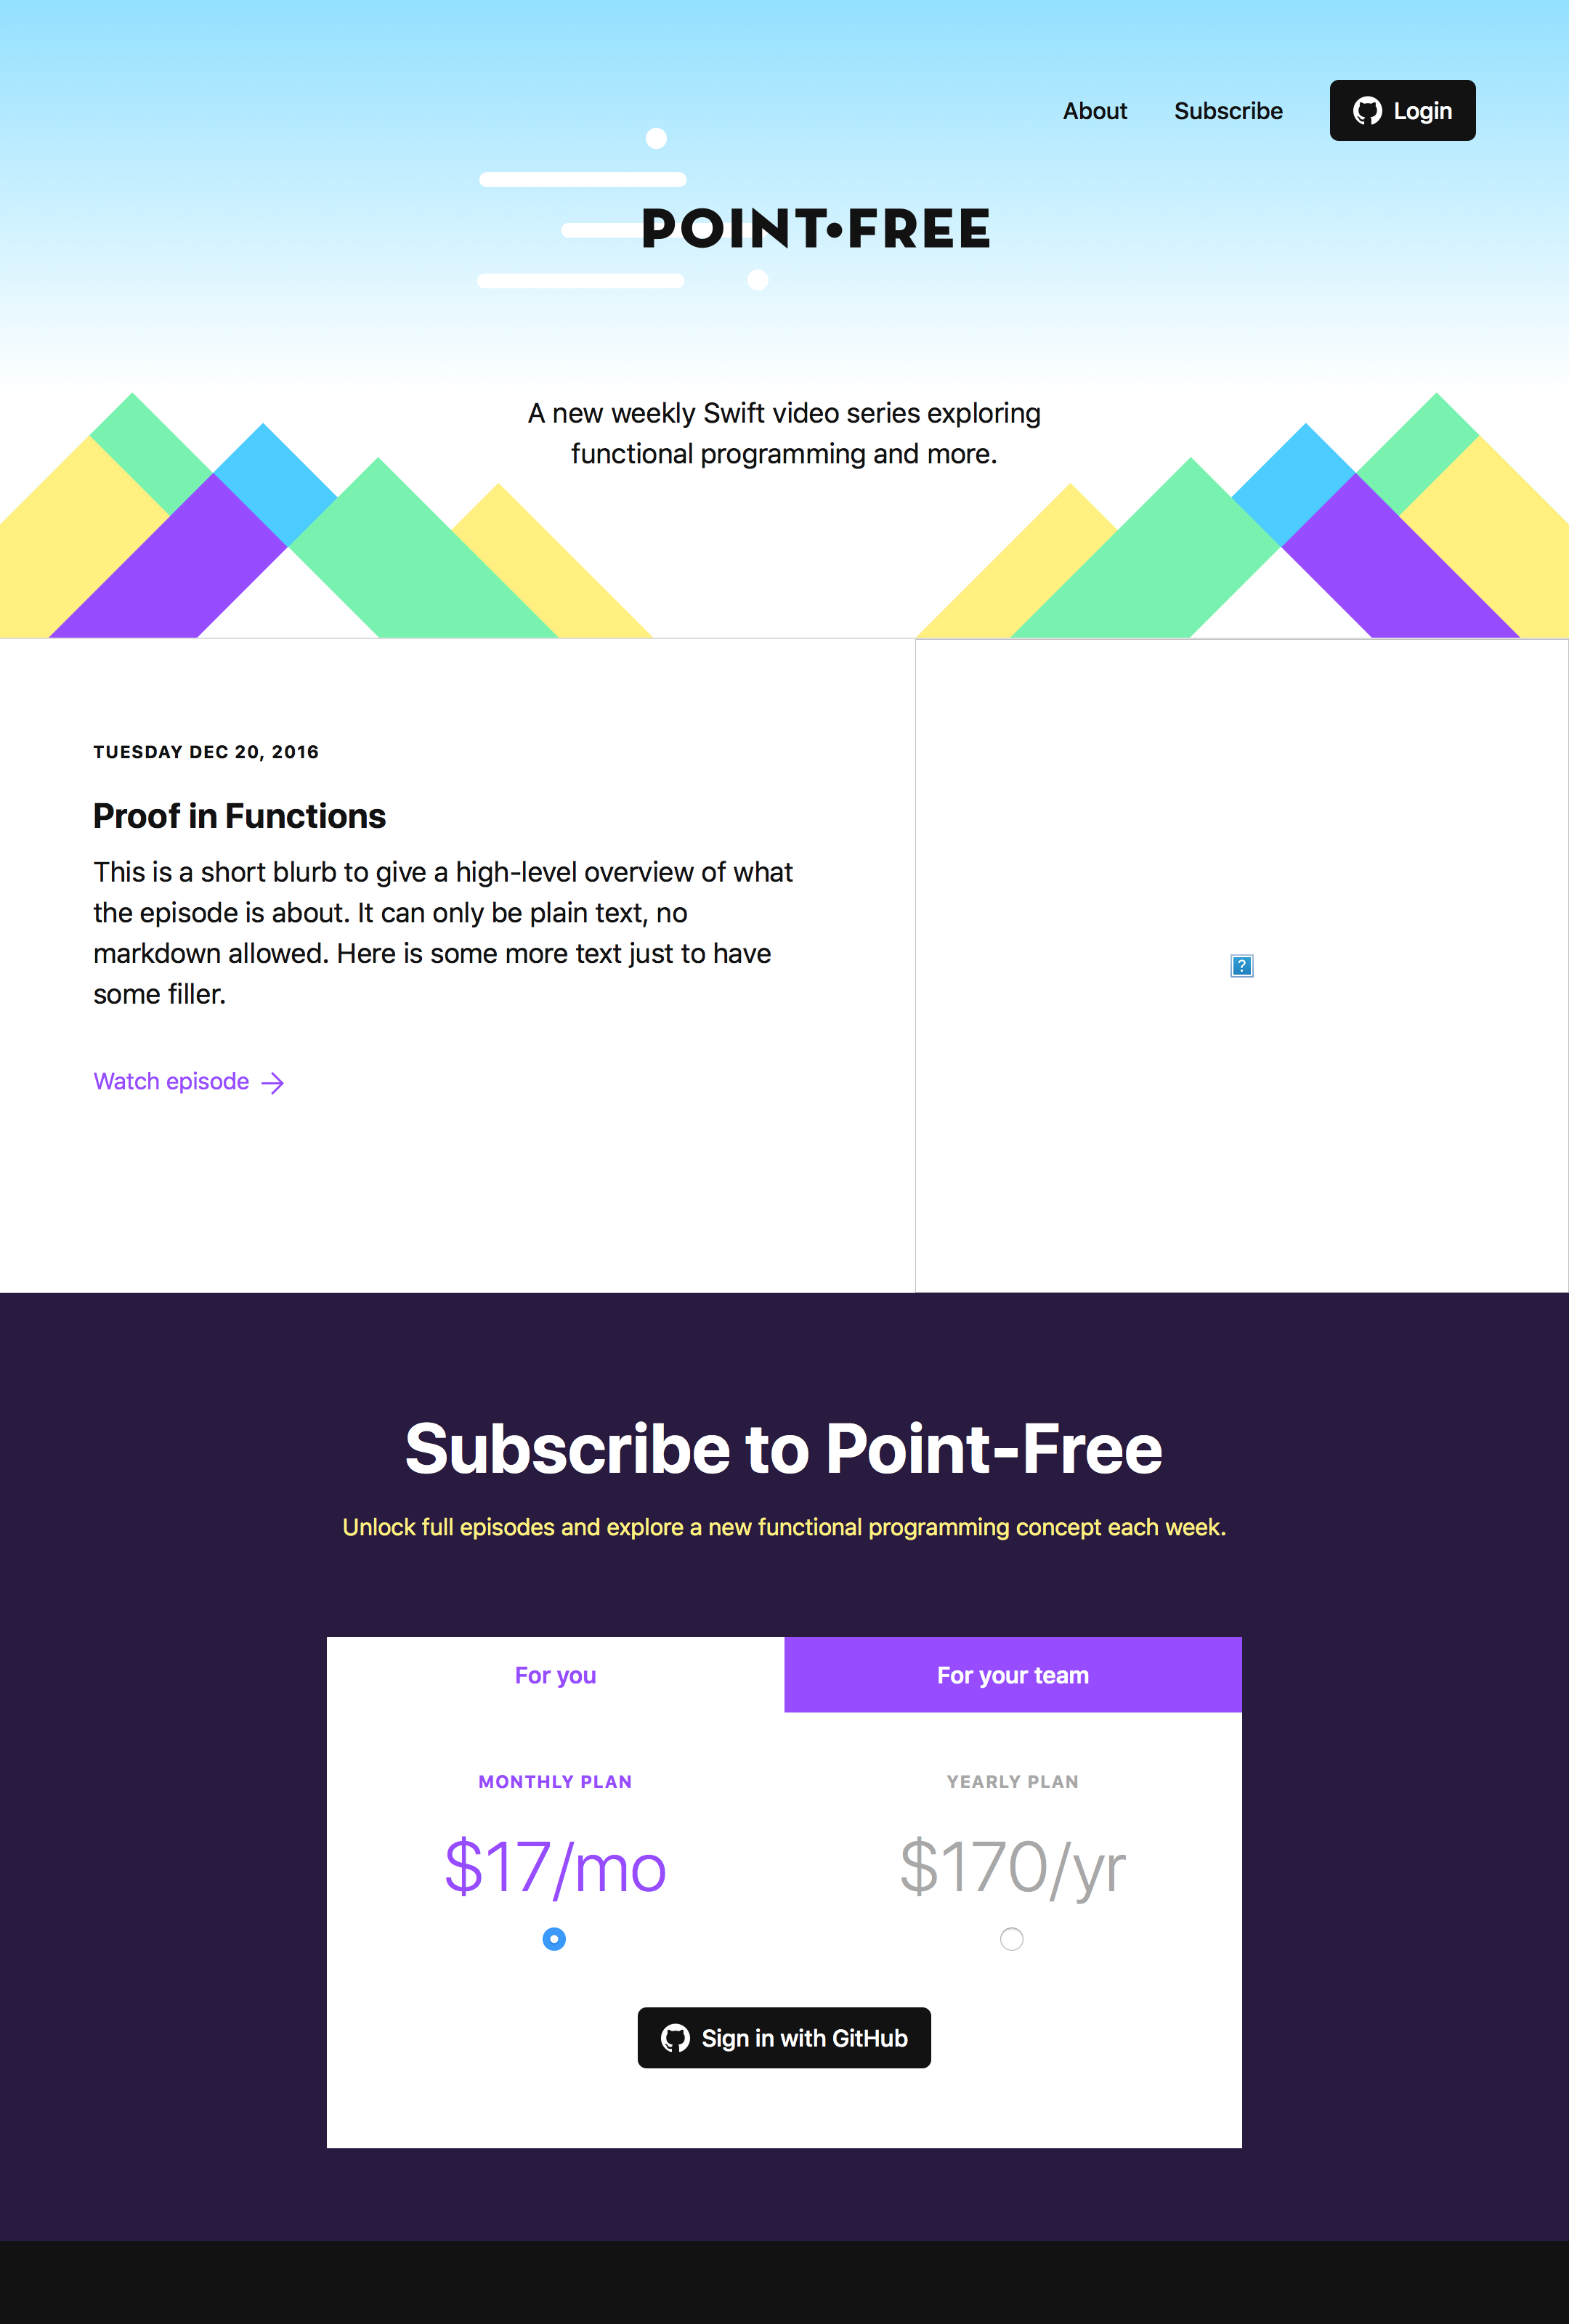 About Subscribe Login
POINT•FREE
A new weekly Swift video series exploring
functional programming and more.
TUESDAY DEC 20, 2016
Proof in Functions
This is a short blurb to give a high-level overview of what
the episode is about. It can only be plain text, no
markdown allowed. Here is some more text just to have
some filler.
Watch episode
?
Subscribe to Point-Free
Unlock full episodes and explore a new functional programming concept each week.
For you For your team
MONTHLY PLAN YEARLY PLAN
$17/mo $170/yr
Sign in with GitHub